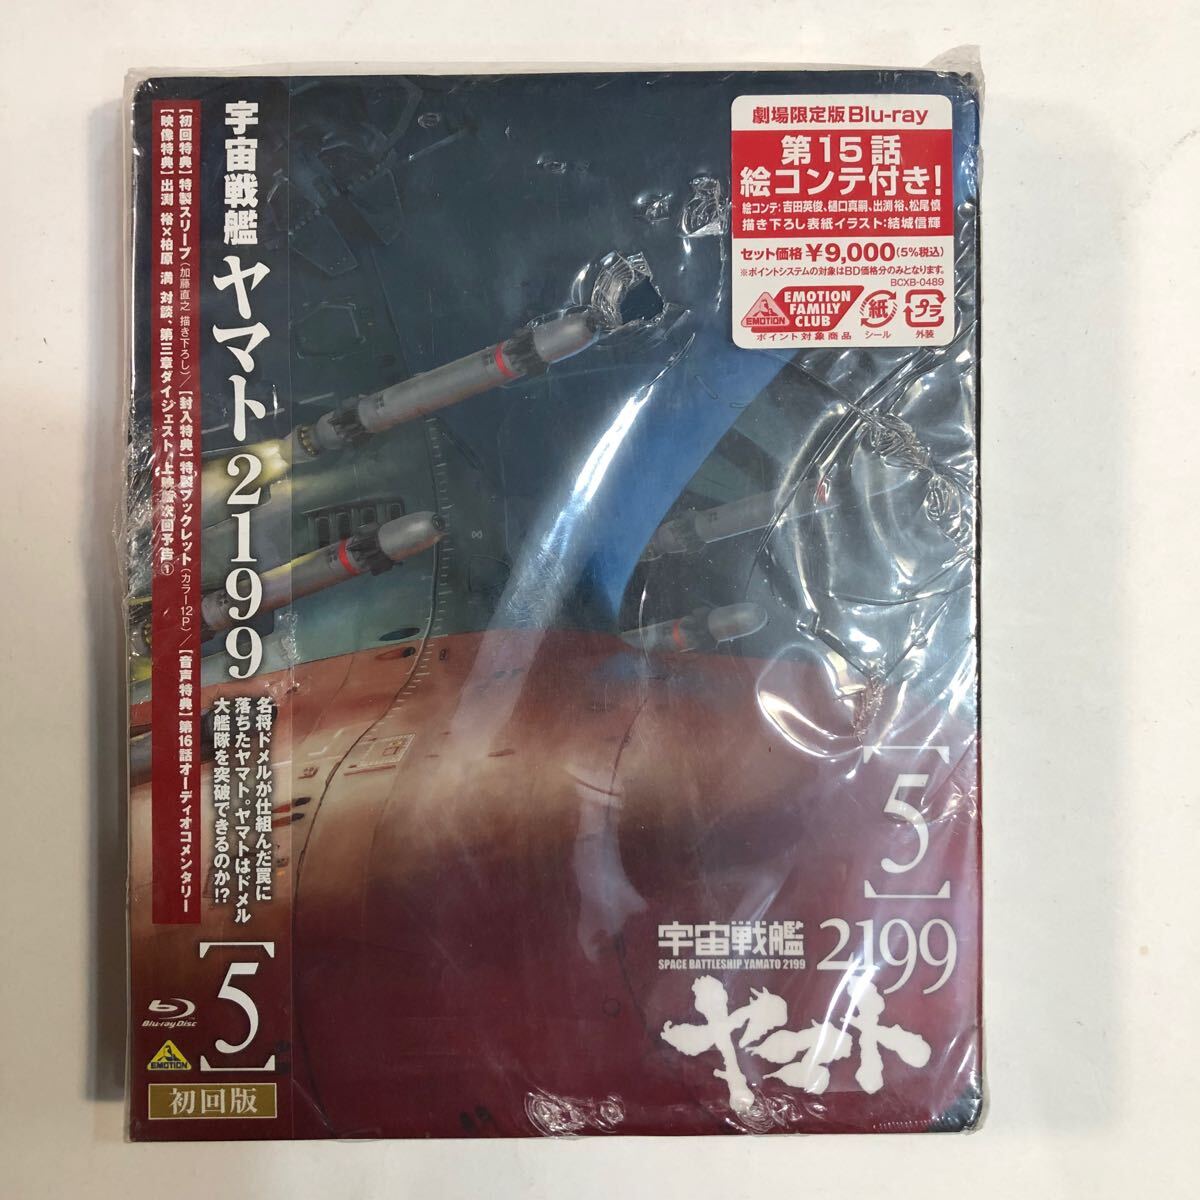 宇宙戦艦ヤマト2199
【初回特典】特製スリーブ(加藤直之 描き下ろし)／【封入特典】特製ブックレット(カラー12P)／【音声特典】第16話オーディオコメンタリー
【映像特典】出渕 裕×柏原 満 対談、第三章ダイジェスト 上映版次回予告①
名将ドメルが仕組んだ罠に
落ちたヤマト。ヤマトはドメル
大艦隊を突破できるのか!?
[5]
Blu-ray Disc
EMOTION
初回版
劇場限定版Blu-ray
第15話
絵コンテ付き!
絵コンテ:吉田英俊、樋口真嗣、出渕裕、松尾慎
描き下ろし表紙イラスト:結城信輝
セット価格 ¥9,000(5%税込)
※ポイントシステムの対象はBD価格分のみとなります。
BCXB-0489
EMOTION
EMOTION
FAMILY
CLUB
ポイント対象商品
紙
シール
プラ
外装
[5]
宇宙戦艦
SPACE BATTLESHIP YAMATO 2199
2199
ヤマト